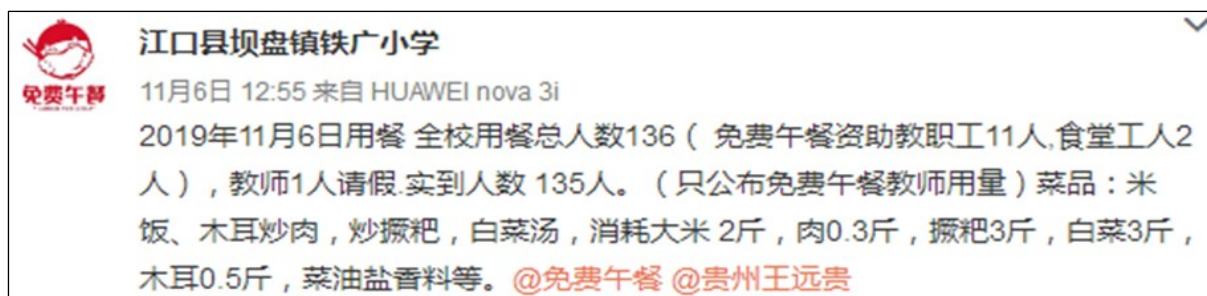 江口县坝盘镇铁广小学
11月6日 12:55 来自 HUAWEI nova 3i
免费午餐
2019年11月6日用餐 全校用餐总人数136（ 免费午餐资助教职工11人,食堂工人2
人），教师1人请假.实到人数 135人。（只公布免费午餐教师用量）菜品：米
饭、木耳炒肉，炒撅粑，白菜汤，消耗大米 2斤，肉0.3斤，撅粑3斤，白菜3斤，
木耳0.5斤，菜油盐香料等。@免费午餐 @贵州王远贵